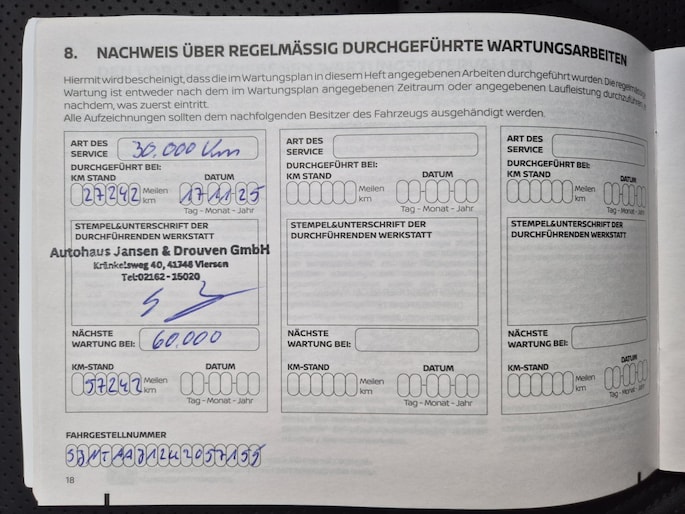 8. NACHWEIS ÜBER REGELMÄSSIG DURCHGEFÜHRTE WARTUNGSARBEITEN
Hiermit wird bescheinigt, dass die im Wartungsplan in diesem Heft angegebenen Arbeiten durchgeführt wurden. Die regelmäßige
Wartung ist entweder nach dem im Wartungsplan angegebenen Zeitraum oder angegebenen Laufleistung durchzuführen, je
nachdem, was zuerst eintritt.
Alle Aufzeichnungen sollten dem nachfolgenden Besitzer des Fahrzeugs ausgehändigt werden.
ART DES
SERVICE 30.000 Km
DURCHGEFÜHRT BEI:
KM STAND DATUM
27242 Meilen km 17-11-25
Tag - Monat - Jahr
STEMPEL&UNTERSCHRIFT DER
DURCHFÜHRENDEN WERKSTATT
Autohaus Jansen & Drouven GmbH
Kränkelsweg 40, 41748 Viersen
Tel:02162 - 15020
NÄCHSTE
WARTUNG BEI: 60.000
KM-STAND DATUM
57242 Meilen km
Tag - Monat - Jahr
ART DES
SERVICE
DURCHGEFÜHRT BEI:
KM STAND DATUM
Meilen km
Tag - Monat - Jahr
STEMPEL&UNTERSCHRIFT DER
DURCHFÜHRENDEN WERKSTATT
NÄCHSTE
WARTUNG BEI:
KM-STAND DATUM
Meilen km
Tag - Monat - Jahr
ART DES
SERVICE
DURCHGEFÜHRT BEI:
KM STAND DATUM
Meilen km
Tag - Monat - Jahr
STEMPEL&UNTERSCHRIFT DER
DURCHFÜHRENDEN WERKSTATT
NÄCHSTE
WARTUNG BEI:
KM-STAND DATUM
Meilen km
Tag - Monat - Jahr
FAHRGESTELLNUMMER
18